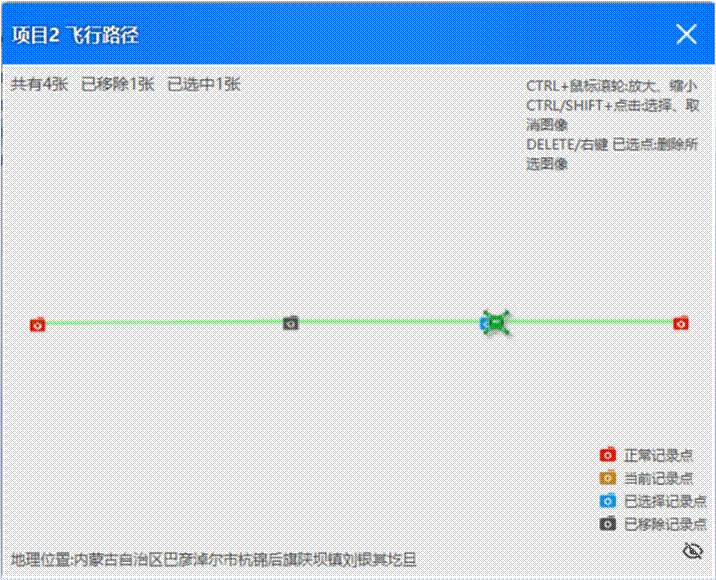 项目2 飞行路径
共有4张 已移除1张 已选中1张
CTRL+鼠标滚轮:放大、缩小
CTRL/SHIFT+点击:选择、取
消图像
DELETE/右键 已选点:删除所
选图像
正常记录点
当前记录点
已选择记录点
已移除记录点
地理位置:内蒙古自治区巴彦淖尔市杭锦后旗陕坝镇刘银其圪旦